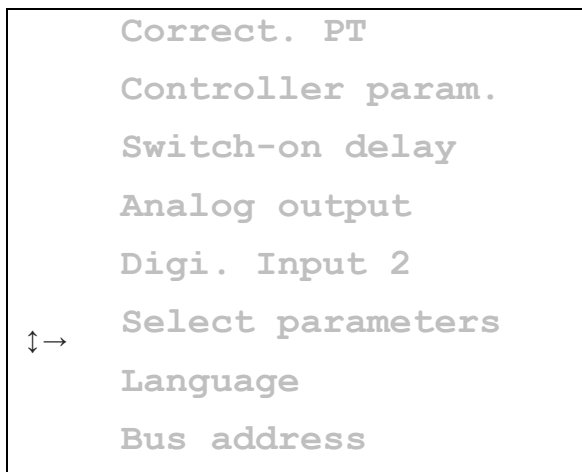 Correct. PT
Controller param.
Switch-on delay
Analog output
Digi. Input 2
↕→ Select parameters
Language
Bus address